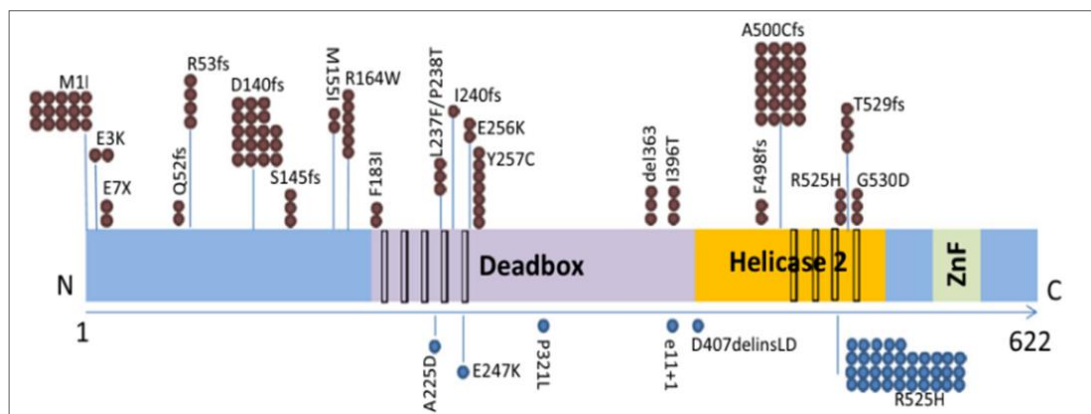 A500Cfs
M1I
R53fs
D140fs
M155I
R164W
L237F/P238T
I240fs
T529fs
E3K
E256K
Y257C
E7X
Q52fs
S145fs
F183I
del363
I396T
F498fs
R525H
G530D
Deadbox
Helicase 2
ZnF
N
C
1
622
A225D
E247K
P321L
e11+1
D407delinsLD
R525H